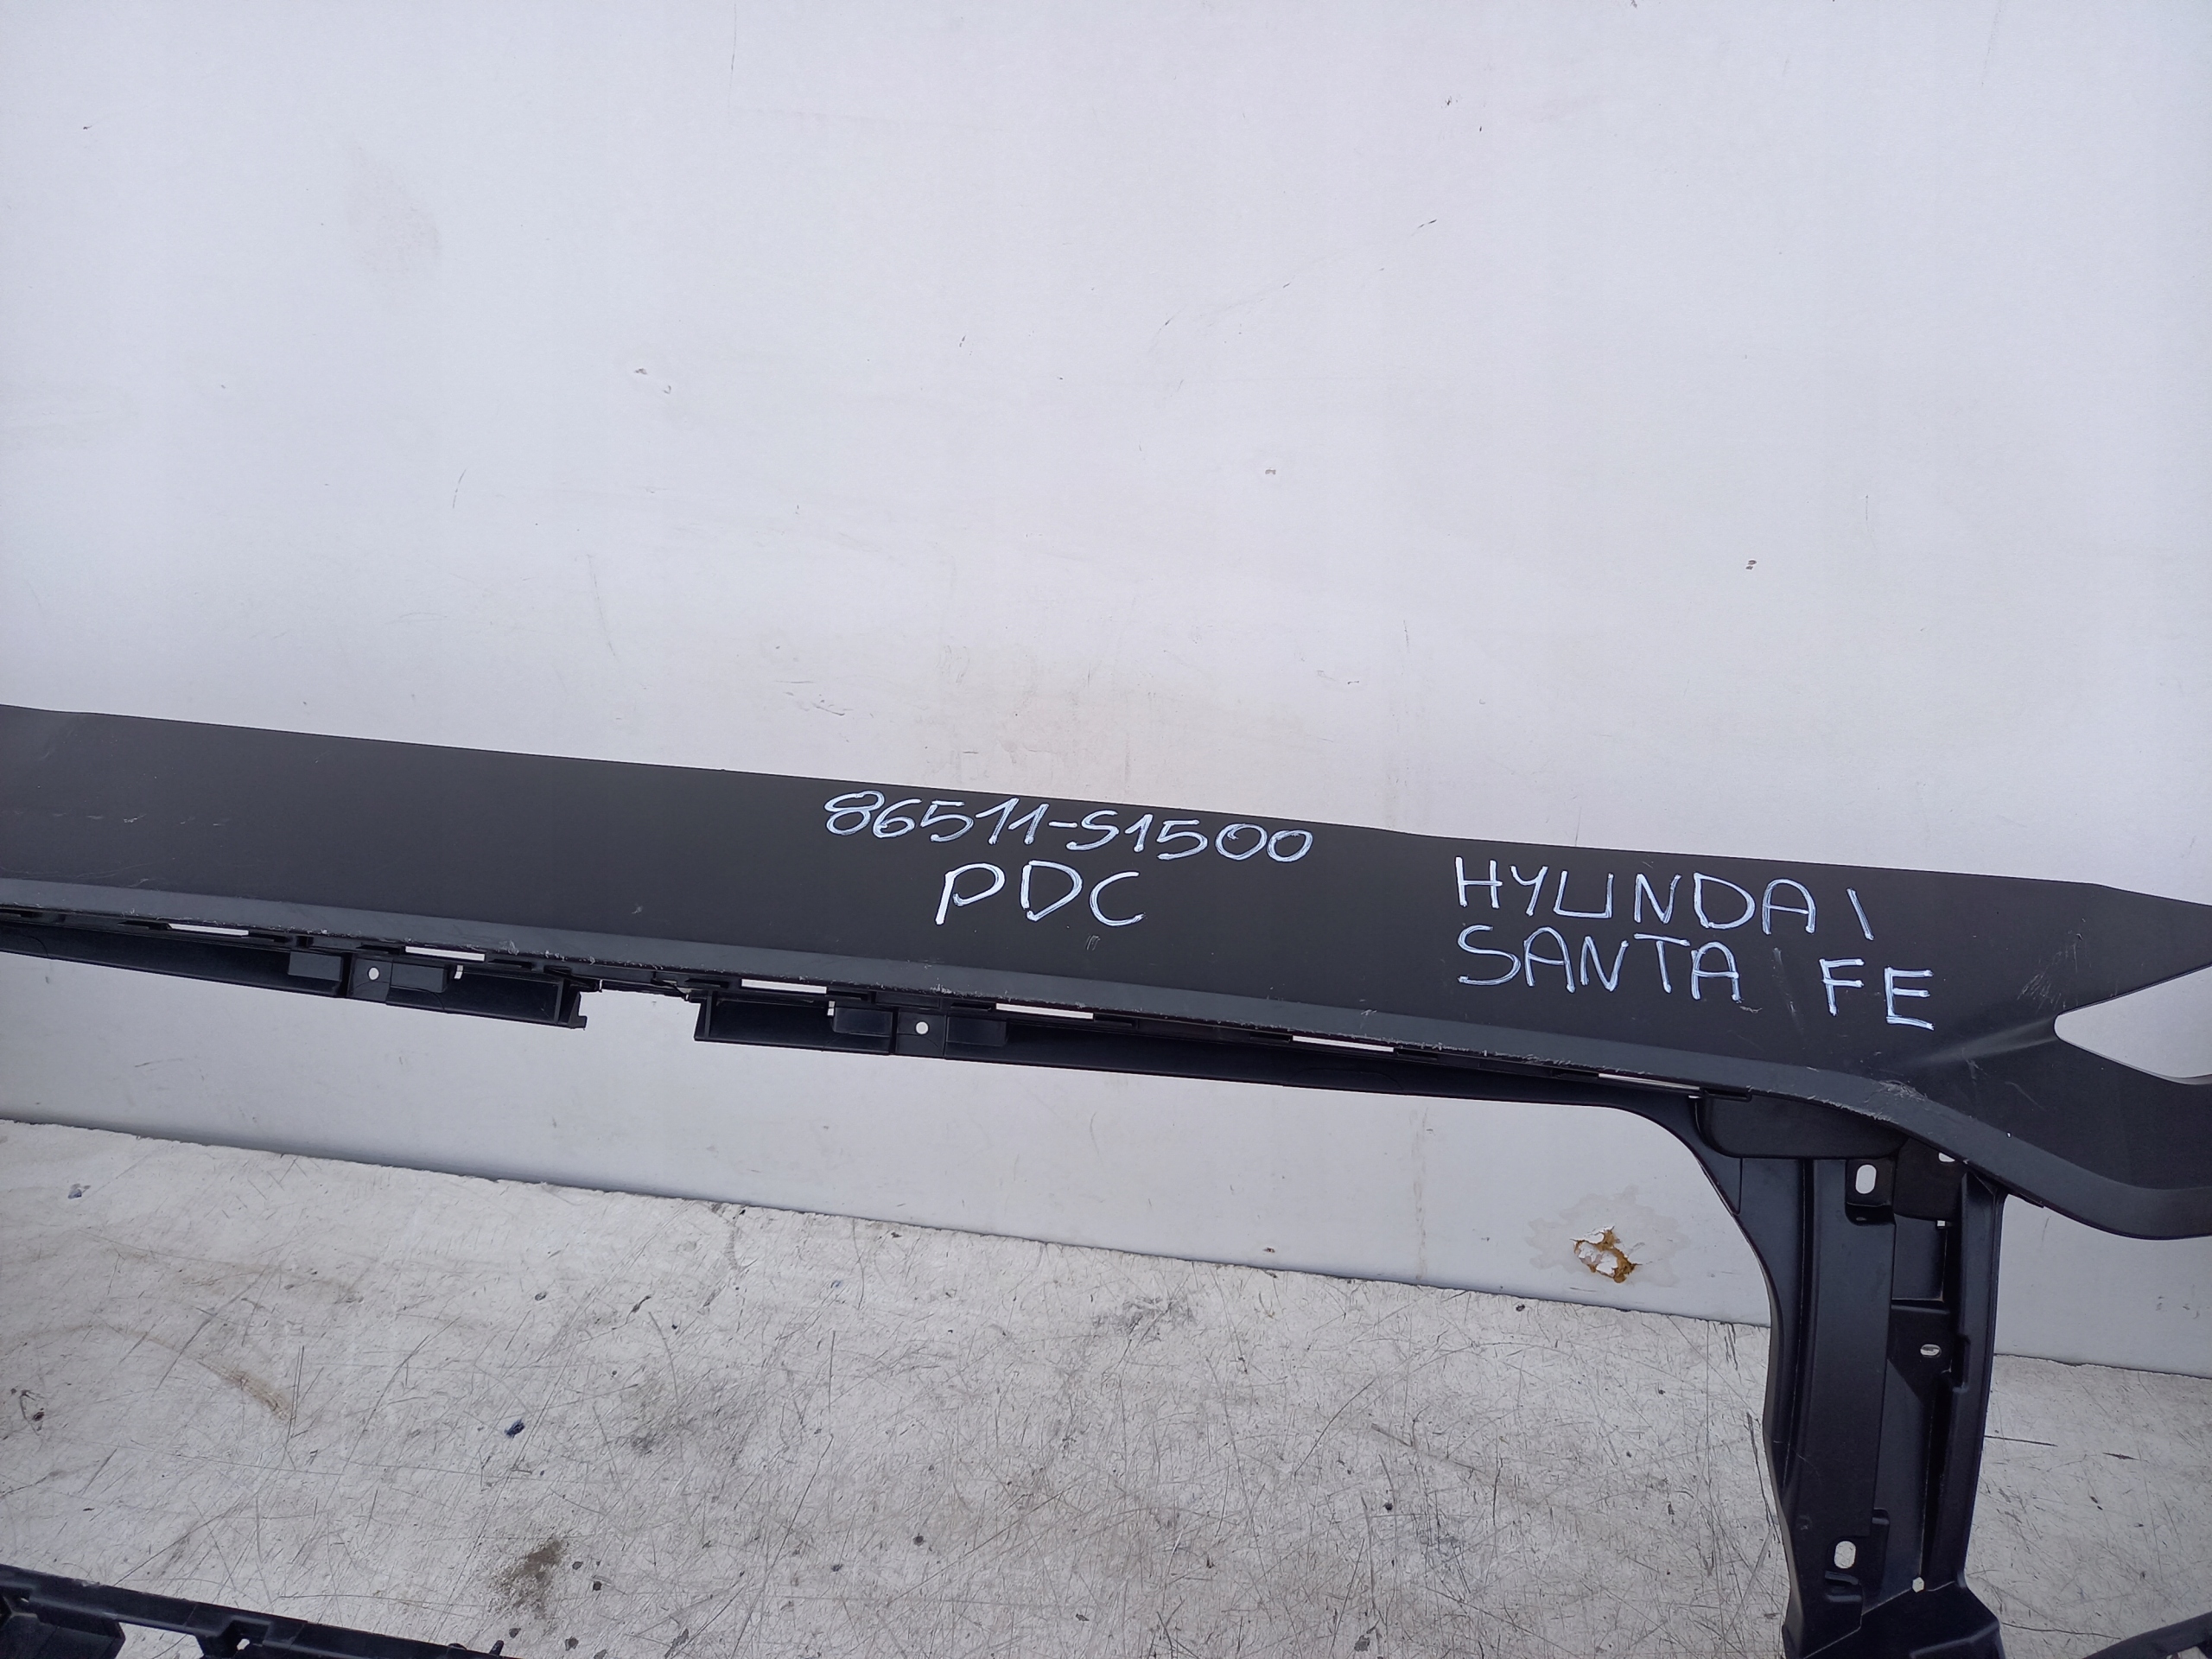 86511-S1500
PDC
HYUNDAI
SANTA FE